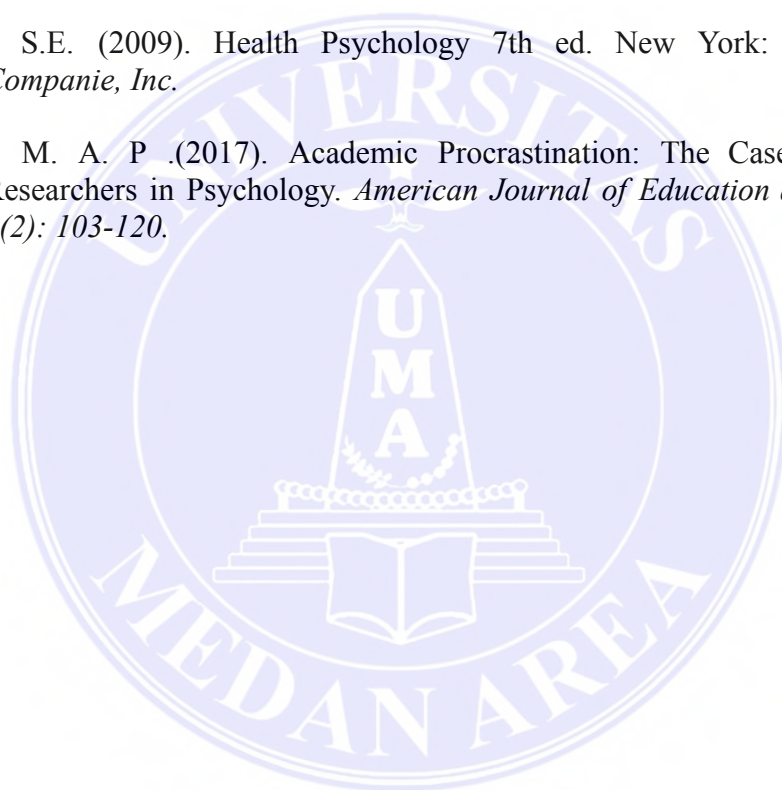 S.E. (2009). Health Psychology 7th ed. New York:
Companie, Inc.
M. A. P .(2017). Academic Procrastination: The Case
Researchers in Psychology. American Journal of Education
(2): 103-120.
UNIVERSITAS
UMA
MEDAN AREA